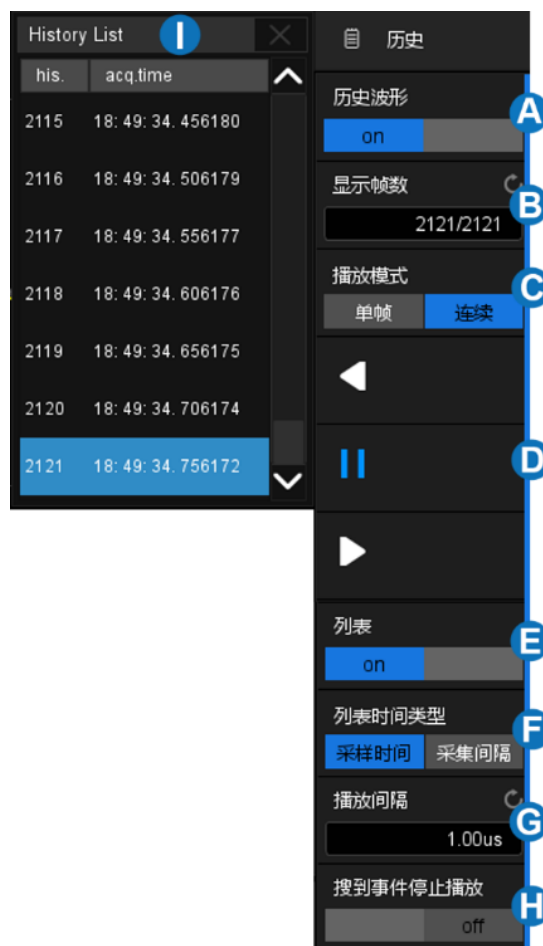 History List I
his. acq.time
2115 18: 49: 34. 456180
2116 18: 49: 34. 506179
2117 18: 49: 34. 556177
2118 18: 49: 34. 606176
2119 18: 49: 34. 656175
2120 18: 49: 34. 706174
2121 18: 49: 34. 756172
历史
历史波形
A
on
显示帧数
B
2121/2121
播放模式
C
单帧 连续
D
列表
E
on
列表时间类型
F
采样时间 采集间隔
播放间隔
G
1.00us
搜到事件停止播放
H
off